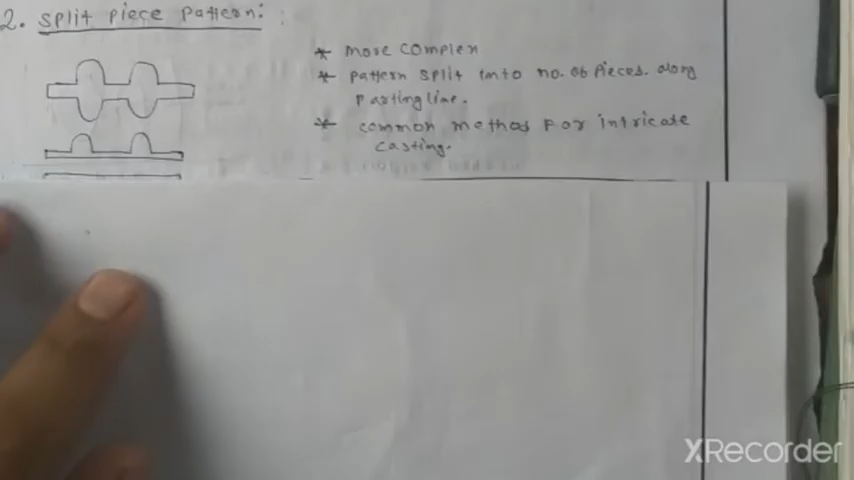 2. Split piece Pattern:
* More Complex
* Pattern split into no. of Pieces. along
Parting line.
* common method For intricate
casting.
XRecorder